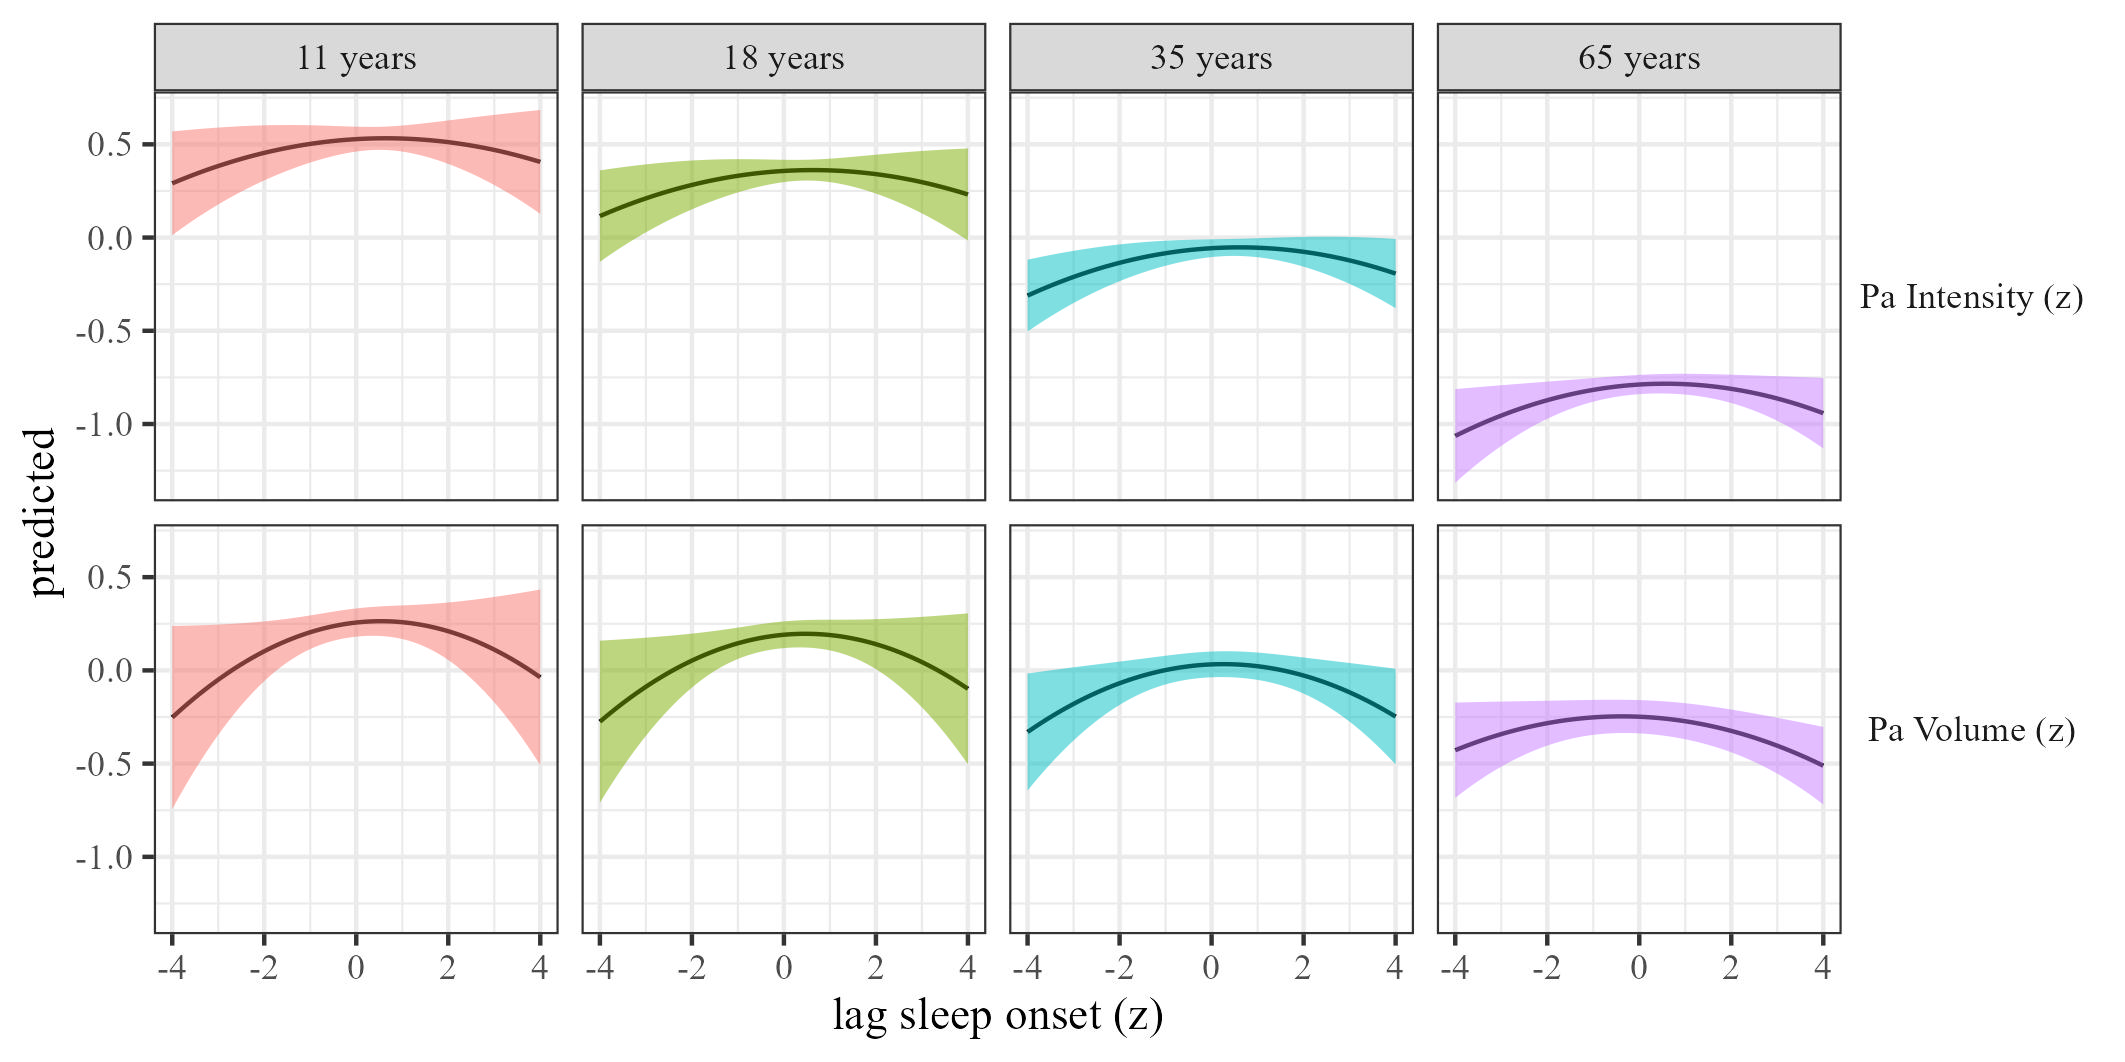 11 years
18 years
35 years
65 years
0.5
0.0
-0.5
-1.0
Pa Intensity (z)
predicted
0.5
0.0
-0.5
-1.0
Pa Volume (z)
-4 -2 0 2 4
-4 -2 0 2 4
-4 -2 0 2 4
-4 -2 0 2 4
lag sleep onset (z)